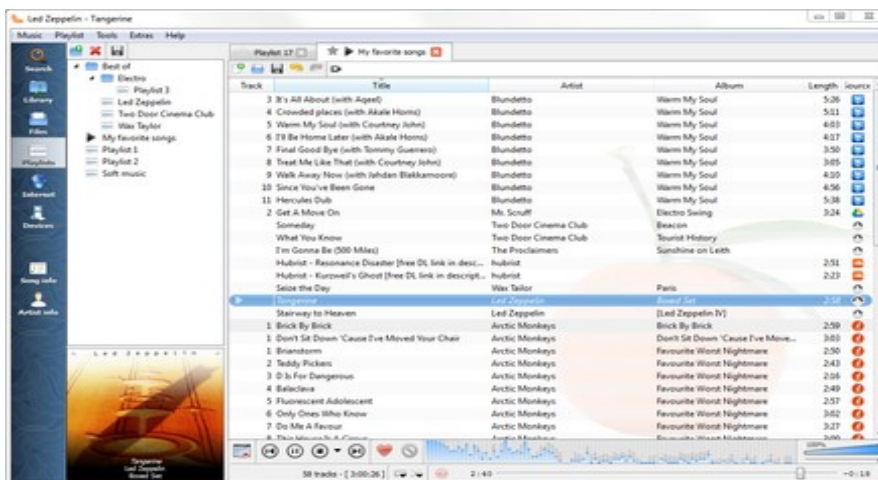 Led Zeppelin - Tangerine
Music Playlist Tools Extras Help
Search
Library
Files
Playlists
Internet
Devices
Song info
Artist info
Best of
Electro
Playlist 3
Led Zeppelin
Two Door Cinema Club
Wax Taylor
My favorite songs
Playlist 1
Playlist 2
Soft music
Led Zeppelin
Tangerine
Led Zeppelin
Boxed Set
Playlist 17 My favorite songs
Track Title Artist Album Length Source
3 It's All About (with Aqeel) Blundetto Warm My Soul 5:26
4 Crowded places (with Akale Horns) Blundetto Warm My Soul 5:11
5 Warm My Soul (with Courtney John) Blundetto Warm My Soul 4:03
6 I'll Be Home Later (with Akale Horns) Blundetto Warm My Soul 4:17
7 Final Good Bye (with Tommy Guerrero) Blundetto Warm My Soul 3:50
8 Treat Me Like That (with Courtney John) Blundetto Warm My Soul 3:05
9 Walk Away Now (with Jahdan Blakkamoore) Blundetto Warm My Soul 4:10
10 Since You've Been Gone Blundetto Warm My Soul 4:56
11 Hercules Dub Blundetto Warm My Soul 5:38
2 Get A Move On Mr. Scruff Electro Swing 3:24
Someday Two Door Cinema Club Beacon
What You Know Two Door Cinema Club Tourist History
I'm Gonna Be (500 Miles) The Proclaimers Sunshine on Leith
Hubrist - Resonance Disaster [free DL link in desc... hubrist 2:51
Hubrist - Kurzweil's Ghost [free DL link in descript... hubrist 2:23
Seize the Day Wax Tailor Paris
Tangerine Led Zeppelin Boxed Set 2:58
Stairway to Heaven Led Zeppelin [Led Zeppelin IV]
1 Brick By Brick Arctic Monkeys Brick By Brick 2:59
1 Don't Sit Down 'Cause I've Moved Your Chair Arctic Monkeys Don't Sit Down 'Cause I've Move... 3:03
1 Brianstorm Arctic Monkeys Favourite Worst Nightmare 2:50
2 Teddy Pickers Arctic Monkeys Favourite Worst Nightmare 2:43
3 D Is For Dangerous Arctic Monkeys Favourite Worst Nightmare 2:16
4 Balaclava Arctic Monkeys Favourite Worst Nightmare 2:49
5 Fluorescent Adolescent Arctic Monkeys Favourite Worst Nightmare 2:57
6 Only Ones Who Know Arctic Monkeys Favourite Worst Nightmare 3:02
7 Do Me A Favour Arctic Monkeys Favourite Worst Nightmare 3:27
8 This House Is A Circus Arctic Monkeys Favourite Worst Nightmare
58 tracks - [ 3:00:26 ] 2:40 -0:18